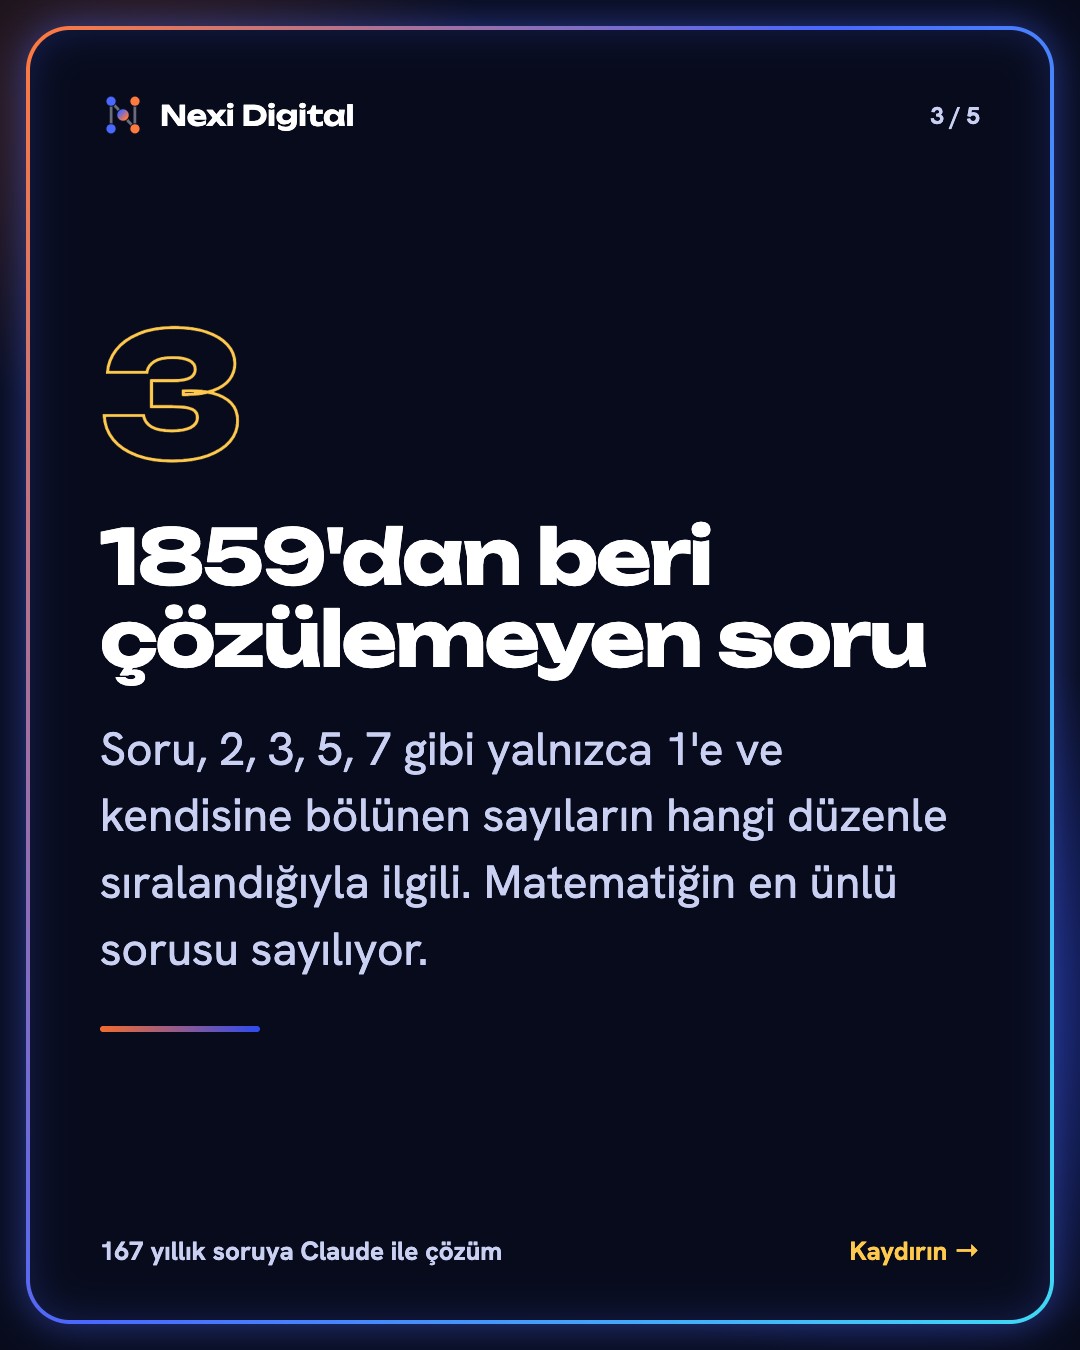 Nexi Digital
3 / 5
3
1859'dan beri
çözülemeyen soru
Soru, 2, 3, 5, 7 gibi yalnızca 1'e ve
kendisine bölünen sayıların hangi düzenle
sıralandığıyla ilgili. Matematiğin en ünlü
sorusu sayılıyor.
167 yıllık soruya Claude ile çözüm
Kaydırın →